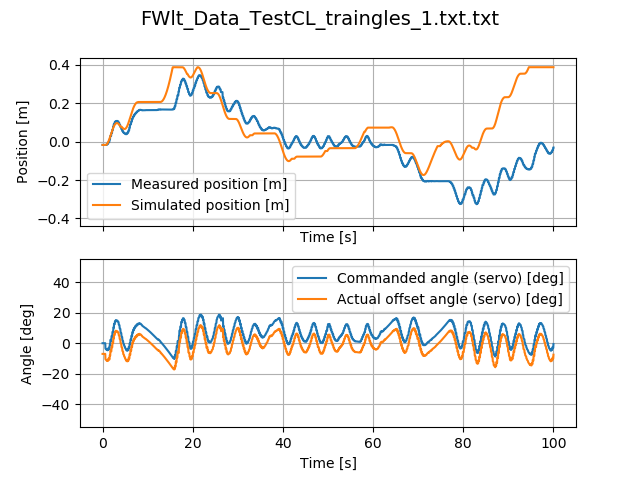 FWlt_Data_TestCL_traingles_1.txt.txt
0.4
0.2
0.0
−0.2
−0.4
Position [m]
Measured position [m]
Simulated position [m]
Time [s]
40
20
0
−20
−40
Angle [deg]
Commanded angle (servo) [deg]
Actual offset angle (servo) [deg]
0 20 40 60 80 100
Time [s]